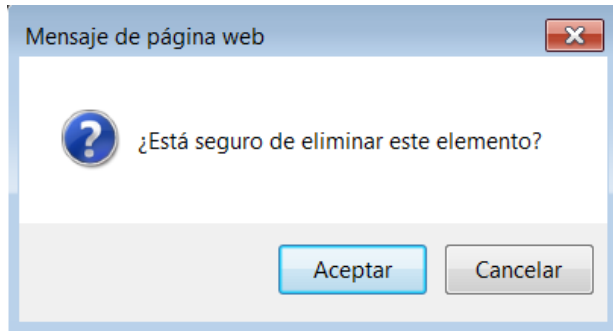 Mensaje de página web
¿Está seguro de eliminar este elemento?
Aceptar Cancelar